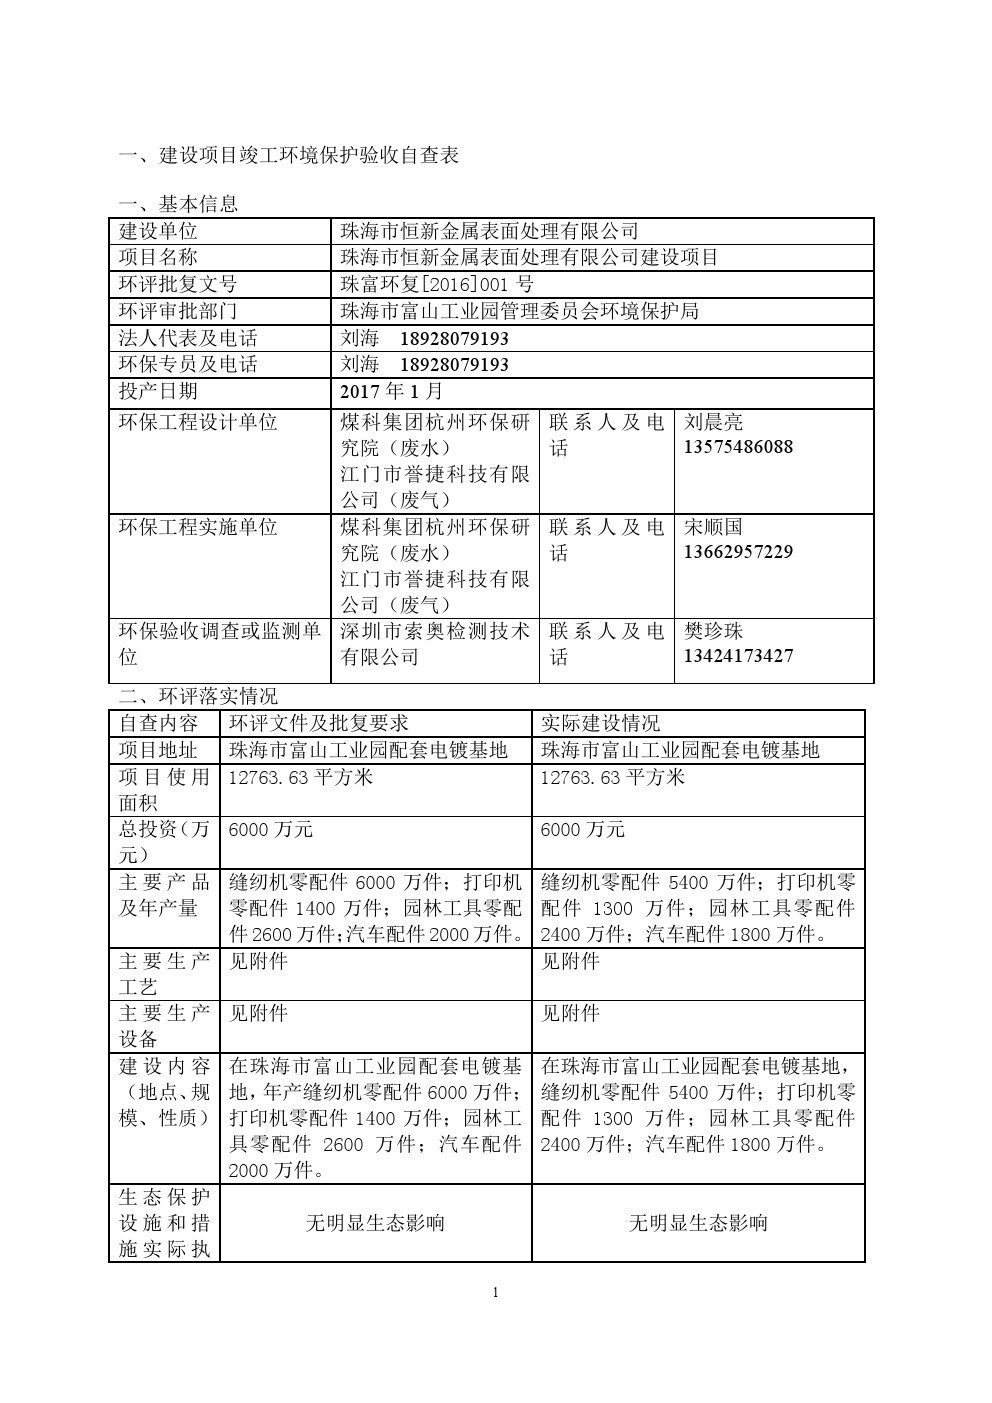 一、建设项目竣工环境保护验收自查表
一、基本信息
建设单位 珠海市恒新金属表面处理有限公司
项目名称 珠海市恒新金属表面处理有限公司建设项目
环评批复文号 珠富环复[2016]001 号
环评审批部门 珠海市富山工业园管理委员会环境保护局
法人代表及电话 刘海 18928079193
环保专员及电话 刘海 18928079193
投产日期 2017 年 1 月
环保工程设计单位 煤科集团杭州环保研 联系人及电 刘晨亮
究院（废水） 话 13575486088
江门市誉捷科技有限
公司（废气）
环保工程实施单位 煤科集团杭州环保研 联系人及电 宋顺国
究院（废水） 话 13662957229
江门市誉捷科技有限
公司（废气）
环保验收调查或监测单 深圳市索奥检测技术 联系人及电 樊珍珠
位 有限公司 话 13424173427
二、环评落实情况
自查内容 环评文件及批复要求 实际建设情况
项目地址 珠海市富山工业园配套电镀基地 珠海市富山工业园配套电镀基地
项目使用 12763.63 平方米 12763.63 平方米
面积
总投资（万 6000 万元 6000 万元
元）
主要产品 缝纫机零配件 6000 万件；打印机 缝纫机零配件 5400 万件；打印机零
及年产量 零配件 1400 万件；园林工具零配 配件 1300 万件；园林工具零配件
件 2600 万件；汽车配件 2000 万件。 2400 万件；汽车配件 1800 万件。
主要生产 见附件 见附件
工艺
主要生产 见附件 见附件
设备
建设内容 在珠海市富山工业园配套电镀基 在珠海市富山工业园配套电镀基地，
（地点、规 地，年产缝纫机零配件 6000 万件； 缝纫机零配件 5400 万件；打印机零
模、性质） 打印机零配件 1400 万件；园林工 配件 1300 万件；园林工具零配件
具零配件 2600 万件；汽车配件 2400 万件；汽车配件 1800 万件。
2000 万件。
生态保护
设施和措 无明显生态影响 无明显生态影响
施实际执
1